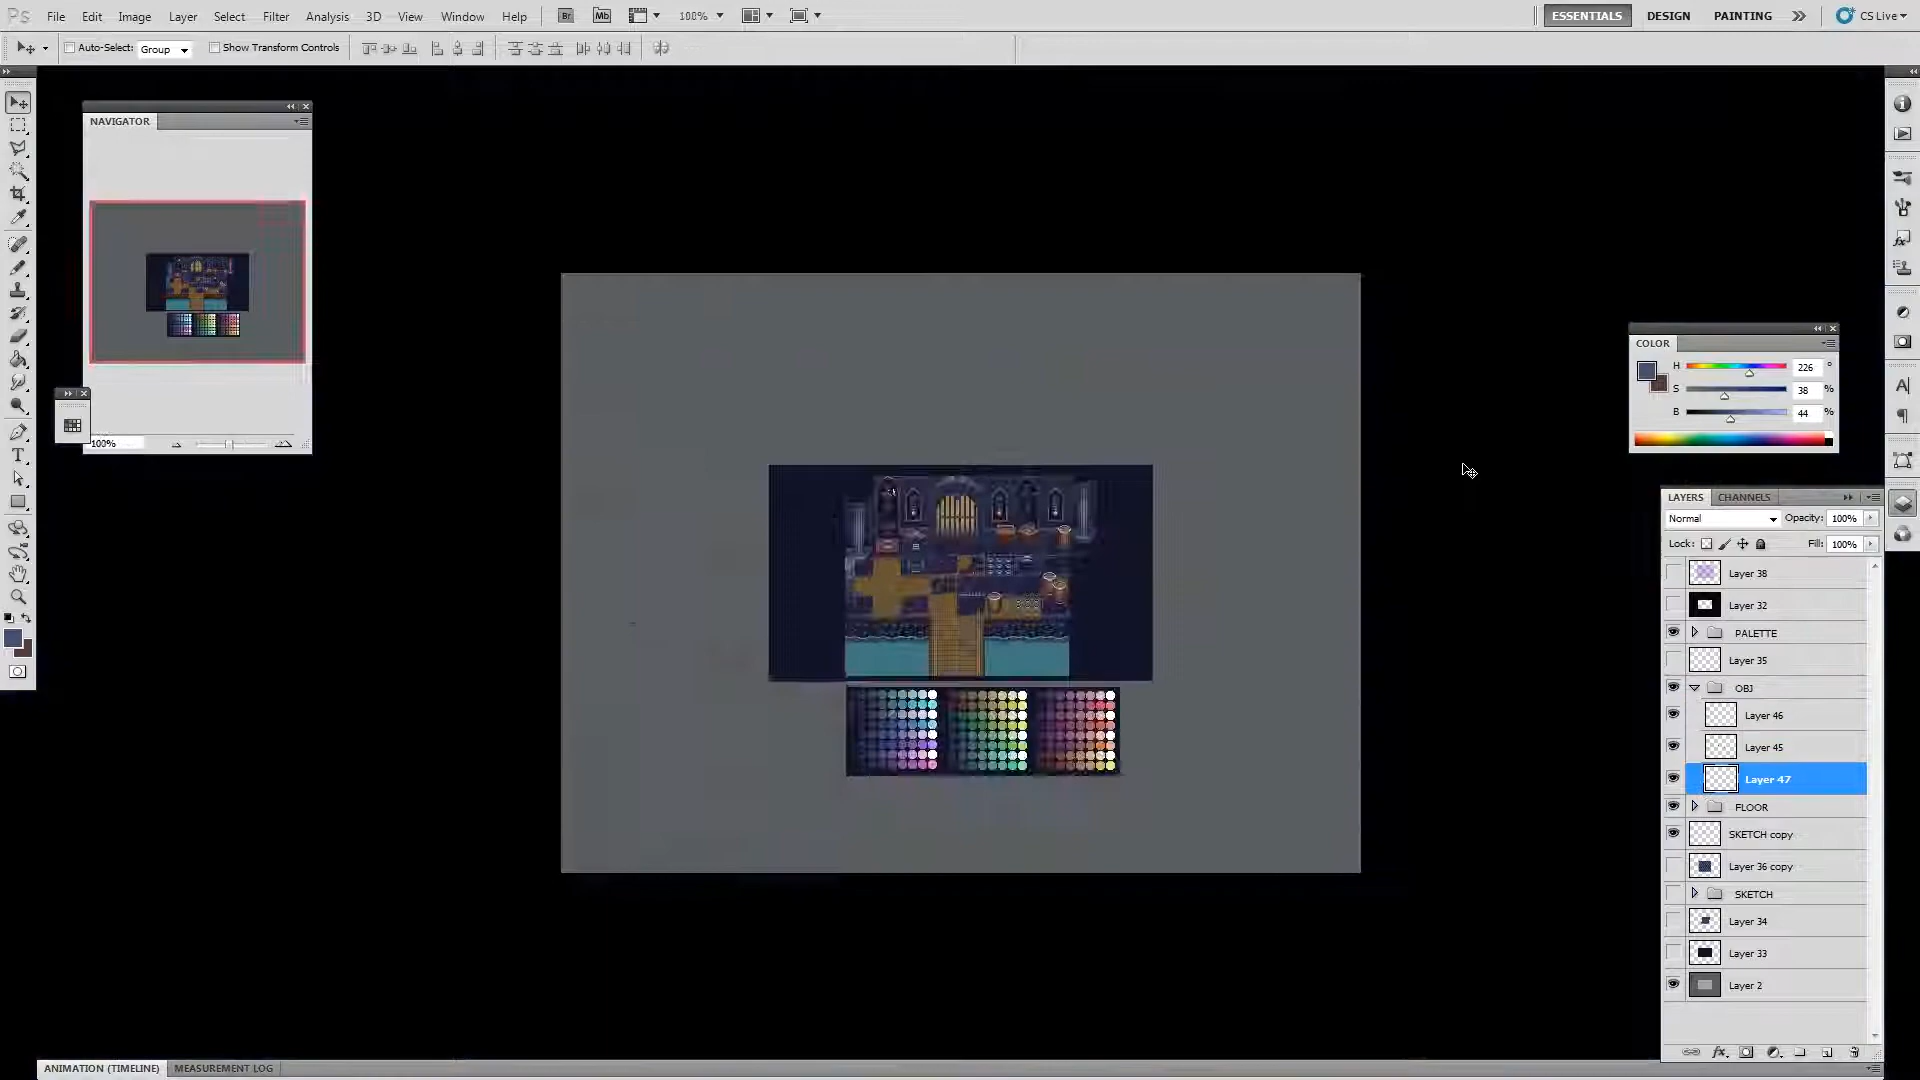 Ps File Edit Image Layer Select Filter Analysis 3D View Window Help Br Mb 100% ESSENTIALS DESIGN PAINTING CS Live
Auto-Select: Group Show Transform Controls
NAVIGATOR
100%
COLOR
H 226 °
S 38 %
B 44 %
LAYERS CHANNELS
Normal Opacity: 100%
Lock: Fill: 100%
Layer 38
Layer 32
PALETTE
Layer 35
OBJ
Layer 46
Layer 45
Layer 47
FLOOR
SKETCH copy
Layer 36 copy
SKETCH
Layer 34
Layer 33
Layer 2
ANIMATION (TIMELINE) MEASUREMENT LOG